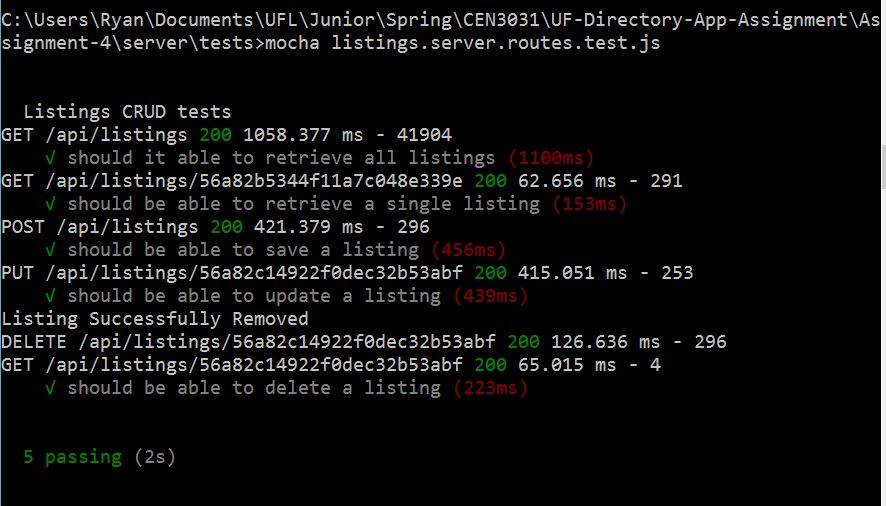 C:\Users\Ryan\Documents\UFL\Junior\Spring\CEN3031\UF-Directory-App-Assignment\As
signment-4\server\tests>mocha listings.server.routes.test.js
Listings CRUD tests
GET /api/listings 200 1058.377 ms - 41904
√ should it able to retrieve all listings (1100ms)
GET /api/listings/56a82b5344f11a7c048e339e 200 62.656 ms - 291
√ should be able to retrieve a single listing (153ms)
POST /api/listings 200 421.379 ms - 296
√ should be able to save a listing (456ms)
PUT /api/listings/56a82c14922f0dec32b53abf 200 415.051 ms - 253
√ should be able to update a listing (439ms)
Listing Successfully Removed
DELETE /api/listings/56a82c14922f0dec32b53abf 200 126.636 ms - 296
GET /api/listings/56a82c14922f0dec32b53abf 200 65.015 ms - 4
√ should be able to delete a listing (223ms)
5 passing (2s)